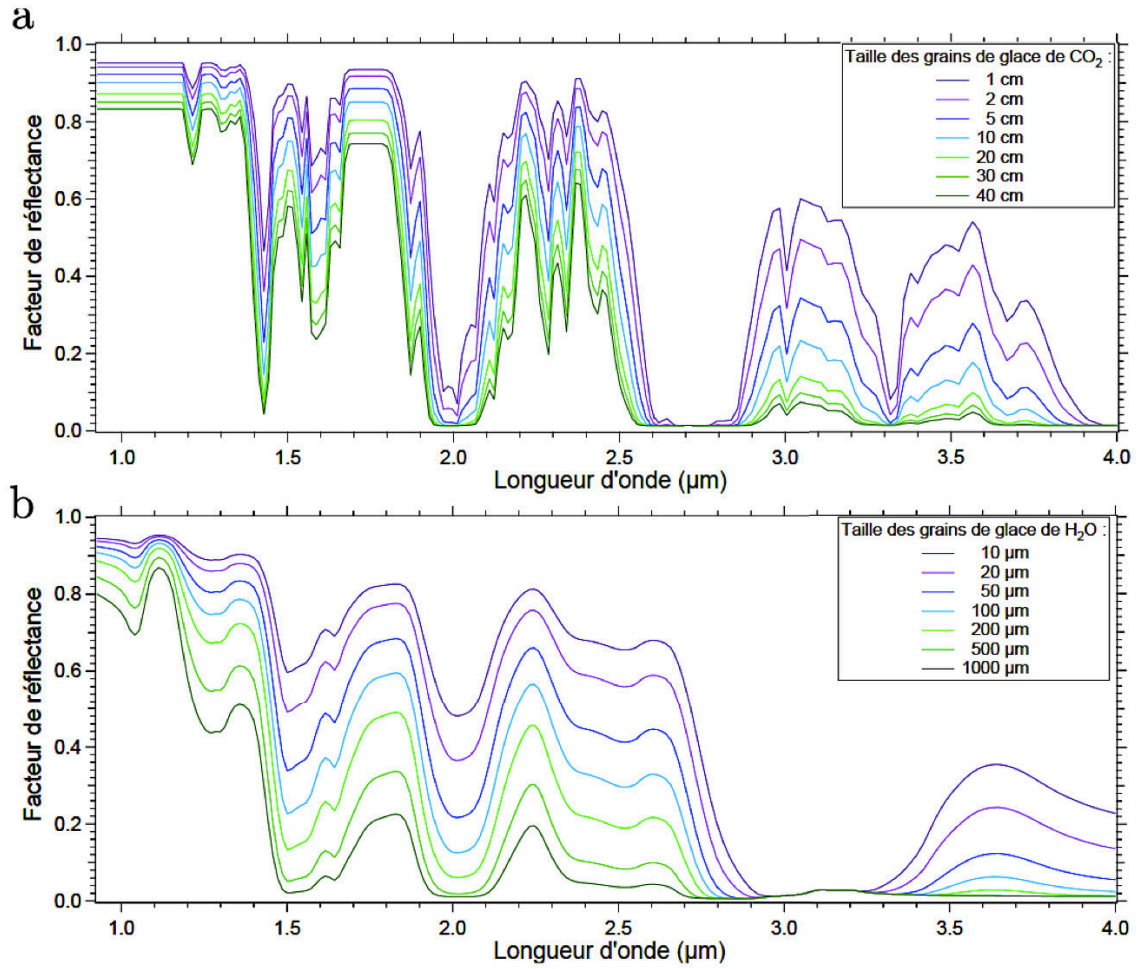 a
Facteur de réflectance
1.0
0.8
0.6
0.4
0.2
0.0
Taille des grains de glace de CO₂ :
1 cm
2 cm
5 cm
10 cm
20 cm
30 cm
40 cm
1.0 1.5 2.0 2.5 3.0 3.5 4.0
Longueur d'onde (µm)
b
Facteur de réflectance
1.0
0.8
0.6
0.4
0.2
0.0
Taille des grains de glace de H₂O :
10 µm
20 µm
50 µm
100 µm
200 µm
500 µm
1000 µm
1.0 1.5 2.0 2.5 3.0 3.5 4.0
Longueur d'onde (µm)